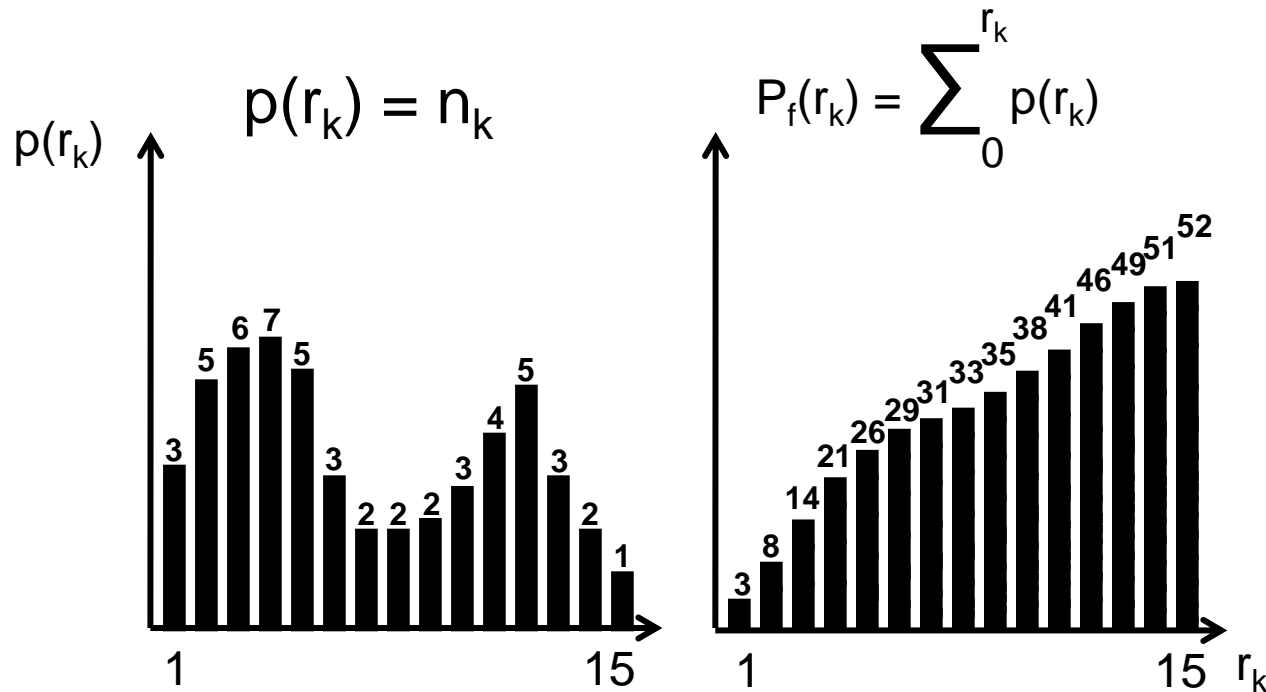 p(rk) = nk
p(rk)
3 5 6 7 5 3 2 2 2 3 4 5 3 2 1
1 15
rk
Pf(rk) = ∑ p(rk)
0
3 8 14 21 26 29 31 33 35 38 41 46 49 51 52
1 15 rk